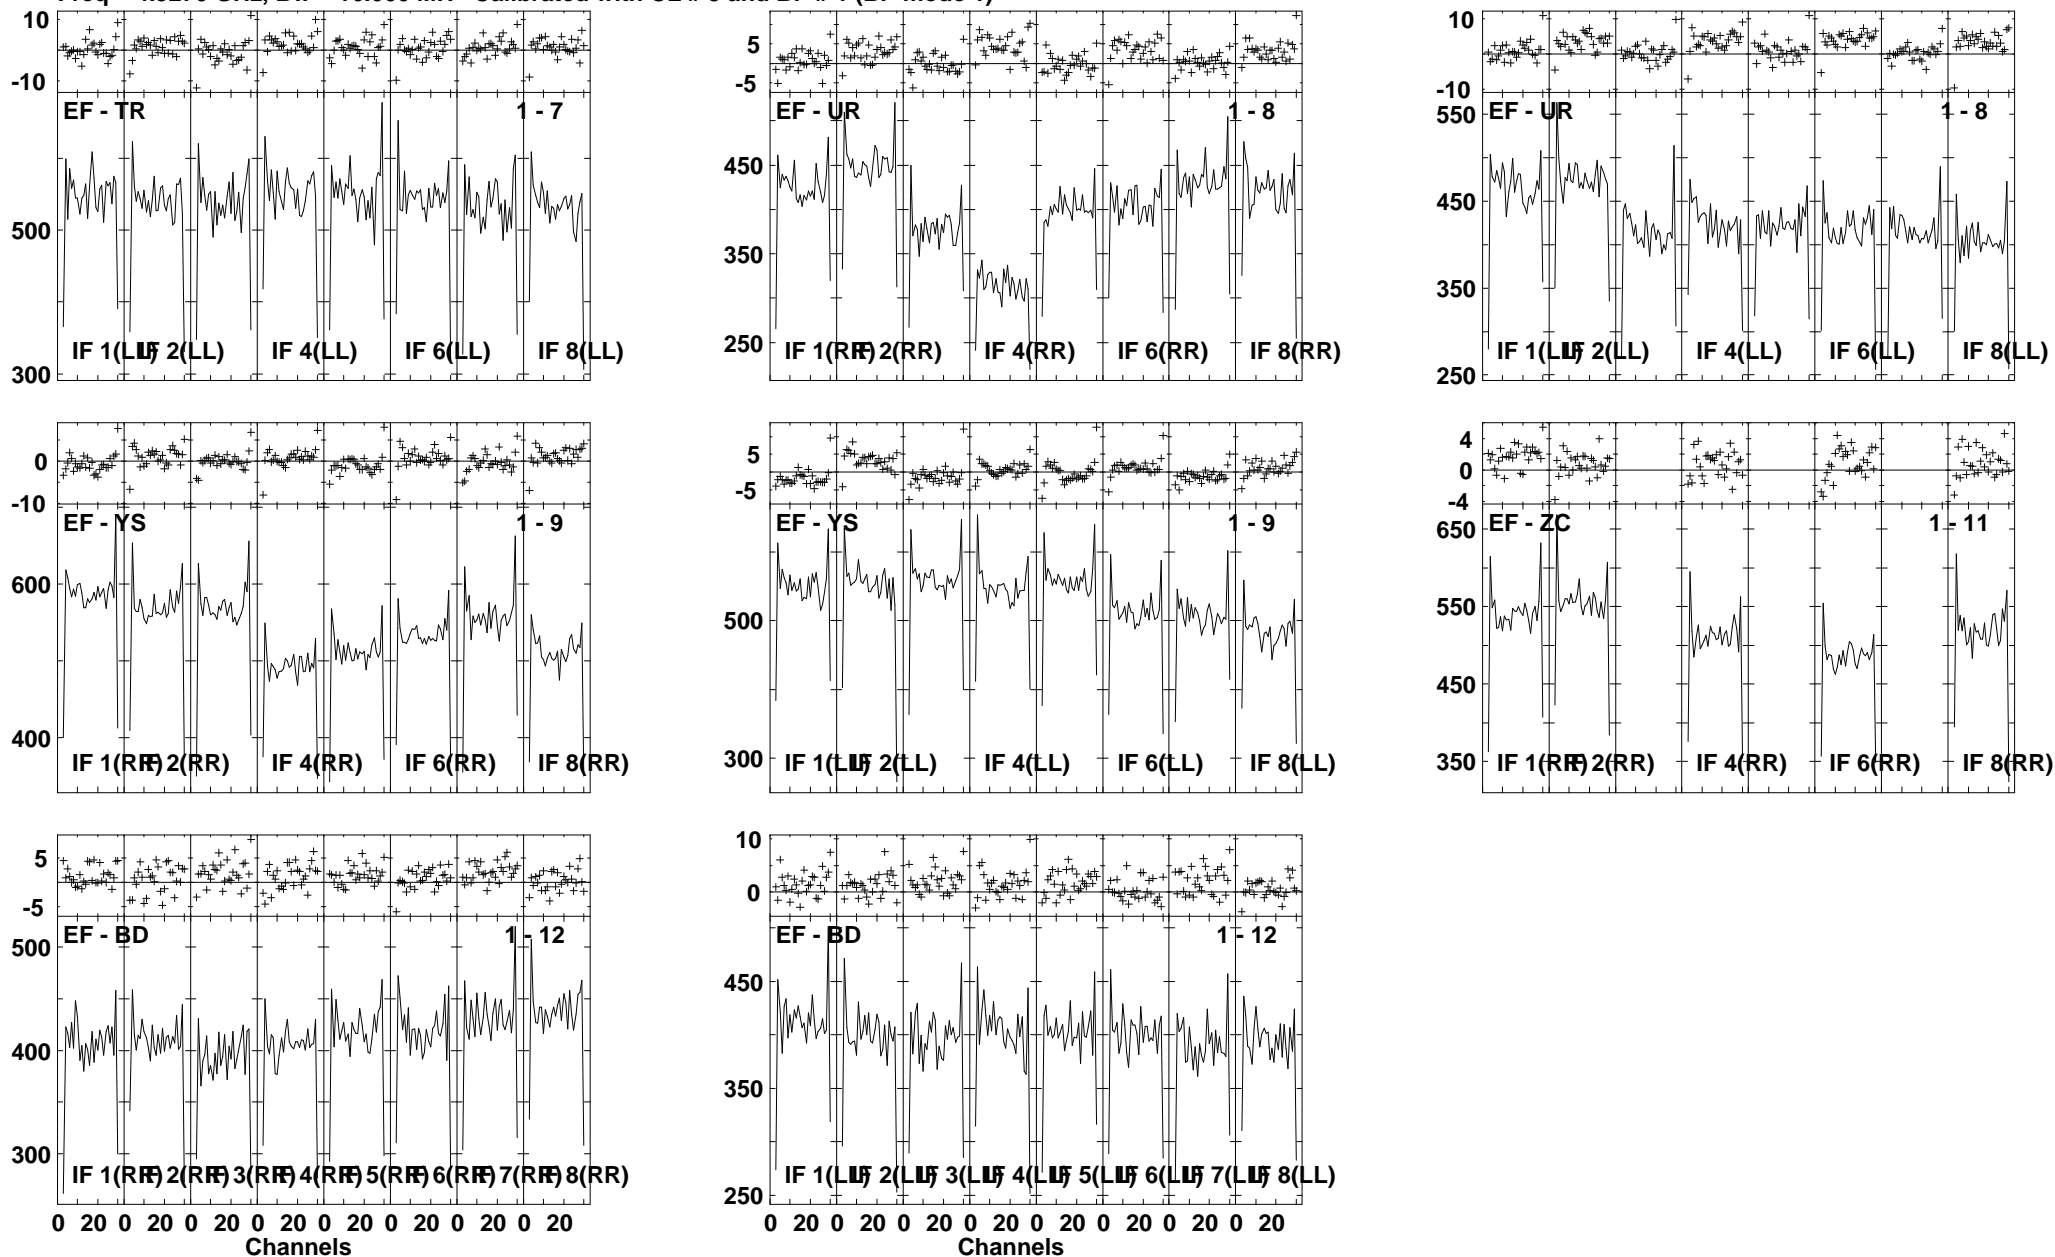 10
-10
EF - TR 1 - 7
500
300
IF 1(LL) IF 2(LL) IF 4(LL) IF 6(LL) IF 8(LL)
5
-5
EF - UR 1 - 8
450
350
250
IF 1(RR) IF 2(RR) IF 4(RR) IF 6(RR) IF 8(RR)
10
-10
EF - UR 1 - 8
550
450
350
250
IF 1(LL) IF 2(LL) IF 4(LL) IF 6(LL) IF 8(LL)
0
-10
EF - YS 1 - 9
600
400
IF 1(RR) IF 2(RR) IF 4(RR) IF 6(RR) IF 8(RR)
5
-5
EF - YS 1 - 9
500
300
IF 1(LL) IF 2(LL) IF 4(LL) IF 6(LL) IF 8(LL)
4
0
-4
EF - ZC 1 - 11
650
550
450
350
IF 1(RR) IF 2(RR) IF 4(RR) IF 6(RR) IF 8(RR)
5
-5
EF - BD 1 - 12
500
400
300
IF 1(RR) IF 2(RR) IF 3(RR) IF 4(RR) IF 5(RR) IF 6(RR) IF 7(RR) IF 8(RR)
0 20 0 20 0 20 0 20 0 20 0 20 0 20 0 20
Channels
10
0
EF - BD 1 - 12
450
350
250
IF 1(LL) IF 2(LL) IF 3(LL) IF 4(LL) IF 5(LL) IF 6(LL) IF 7(LL) IF 8(LL)
0 20 0 20 0 20 0 20 0 20 0 20 0 20 0 20
Channels